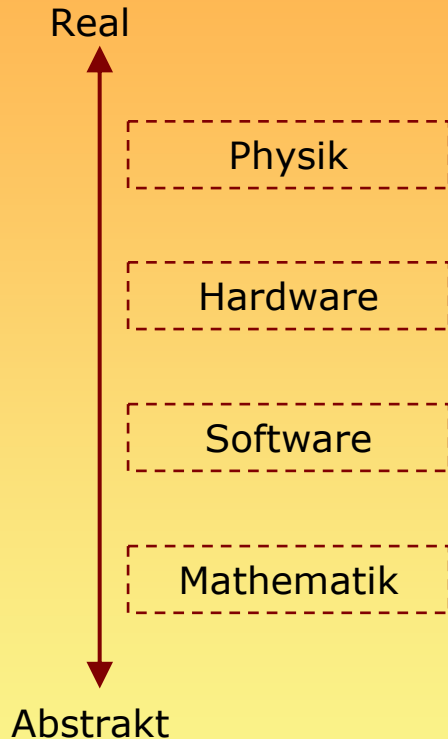 Real
Physik
Hardware
Software
Mathematik
Abstrakt